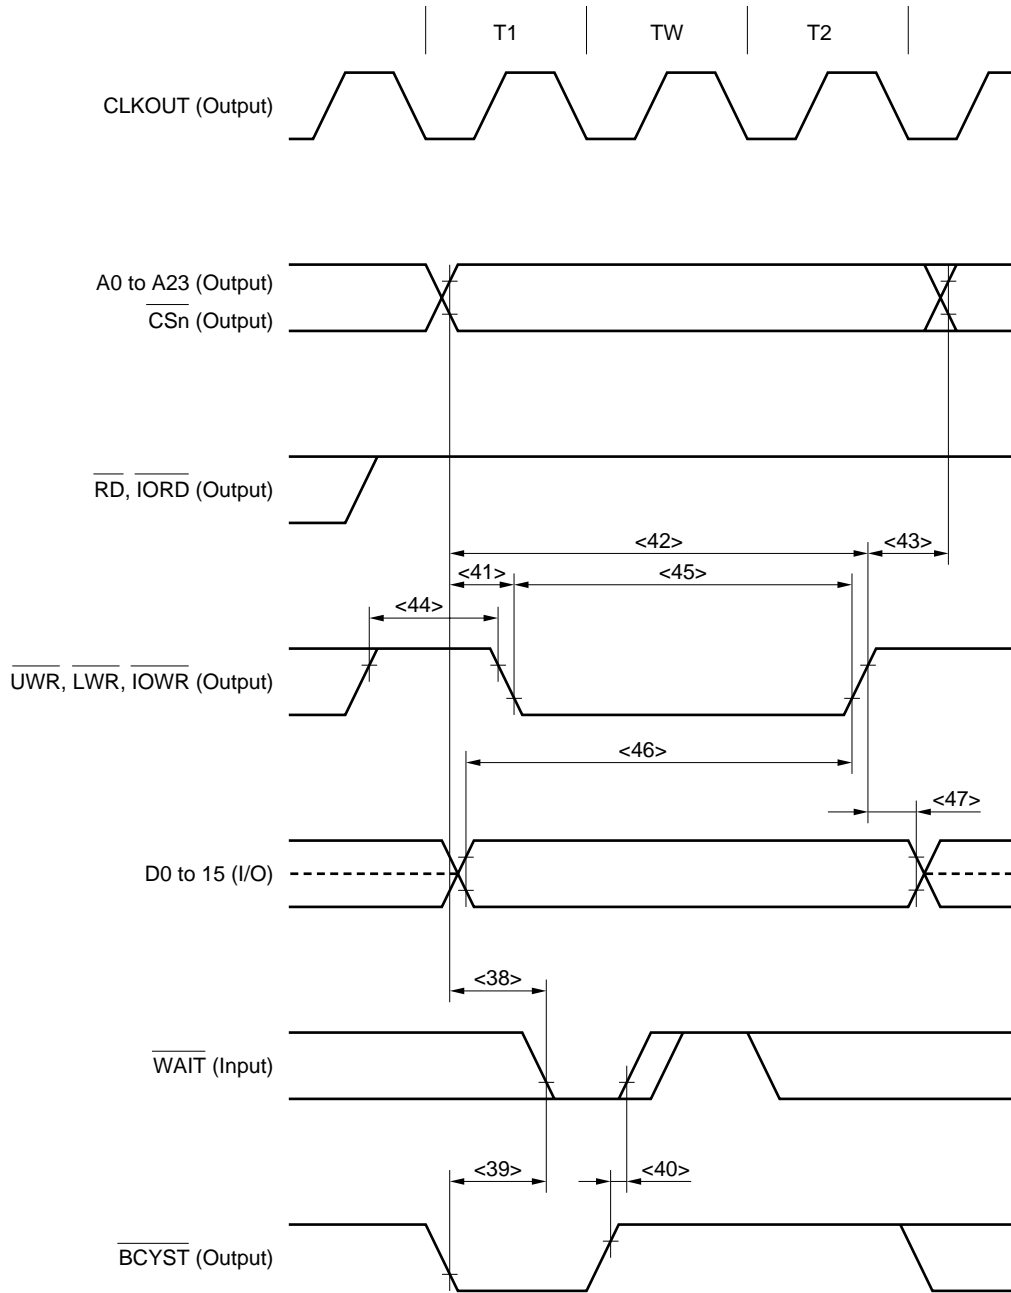 T1 TW T2
CLKOUT (Output)
A0 to A23 (Output)
CSn (Output)
RD, IORD (Output)
<42> <43>
<41> <45>
<44>
UWR, LWR, IOWR (Output)
<46>
<47>
D0 to 15 (I/O)
<38>
WAIT (Input)
<39> <40>
BCYST (Output)